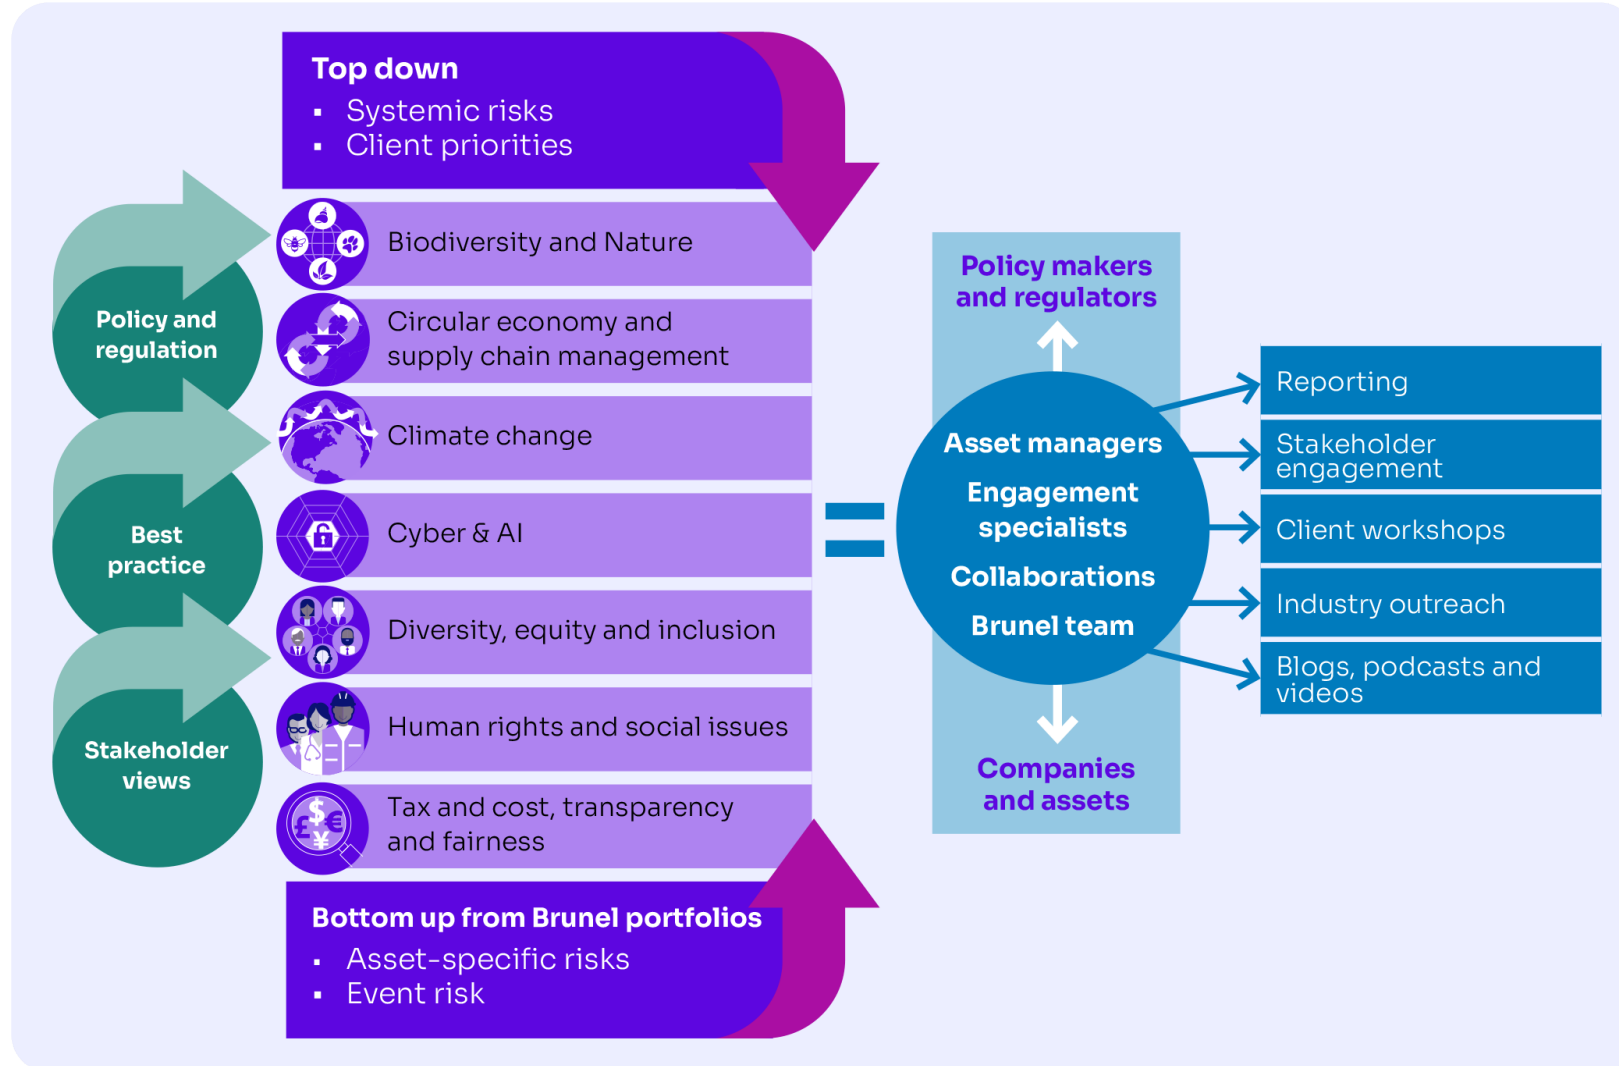 Top down
▪ Systemic risks
▪ Client priorities
Policy and
regulation
Best
practice
Stakeholder
views
Biodiversity and Nature
Circular economy and
supply chain management
Climate change
Cyber & AI
Diversity, equity and inclusion
Human rights and social issues
$
£ €
¥
Tax and cost, transparency
and fairness
Bottom up from Brunel portfolios
▪ Asset-specific risks
▪ Event risk
=
Policy makers
and regulators
Asset managers
Engagement
specialists
Collaborations
Brunel team
Companies
and assets
Reporting
Stakeholder
engagement
Client workshops
Industry outreach
Blogs, podcasts and
videos